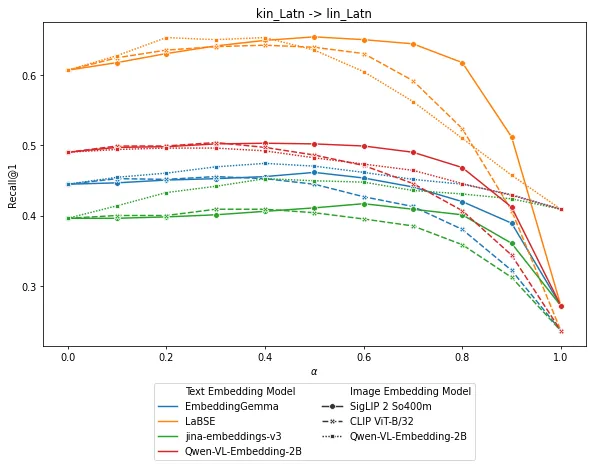 kin_Latn -> lin_Latn
Recall@1
0.6
0.5
0.4
0.3
0.0 0.2 0.4 0.6 0.8 1.0
α
Text Embedding Model Image Embedding Model
EmbeddingGemma SigLIP 2 So400m
LaBSE CLIP ViT-B/32
jina-embeddings-v3 Qwen-VL-Embedding-2B
Qwen-VL-Embedding-2B